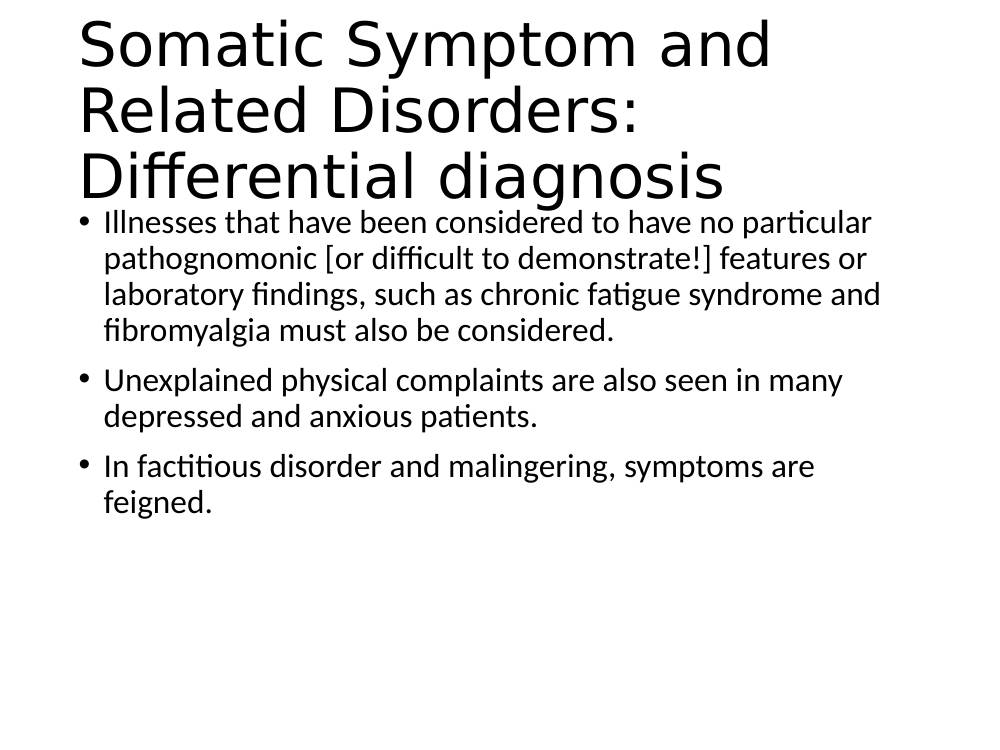 Somatic Symptom and
Related Disorders:
Differential diagnosis
• Illnesses that have been considered to have no particular
pathognomonic [or difficult to demonstrate!] features or
laboratory findings, such as chronic fatigue syndrome and
fibromyalgia must also be considered.
• Unexplained physical complaints are also seen in many
depressed and anxious patients.
• In factitious disorder and malingering, symptoms are
feigned.